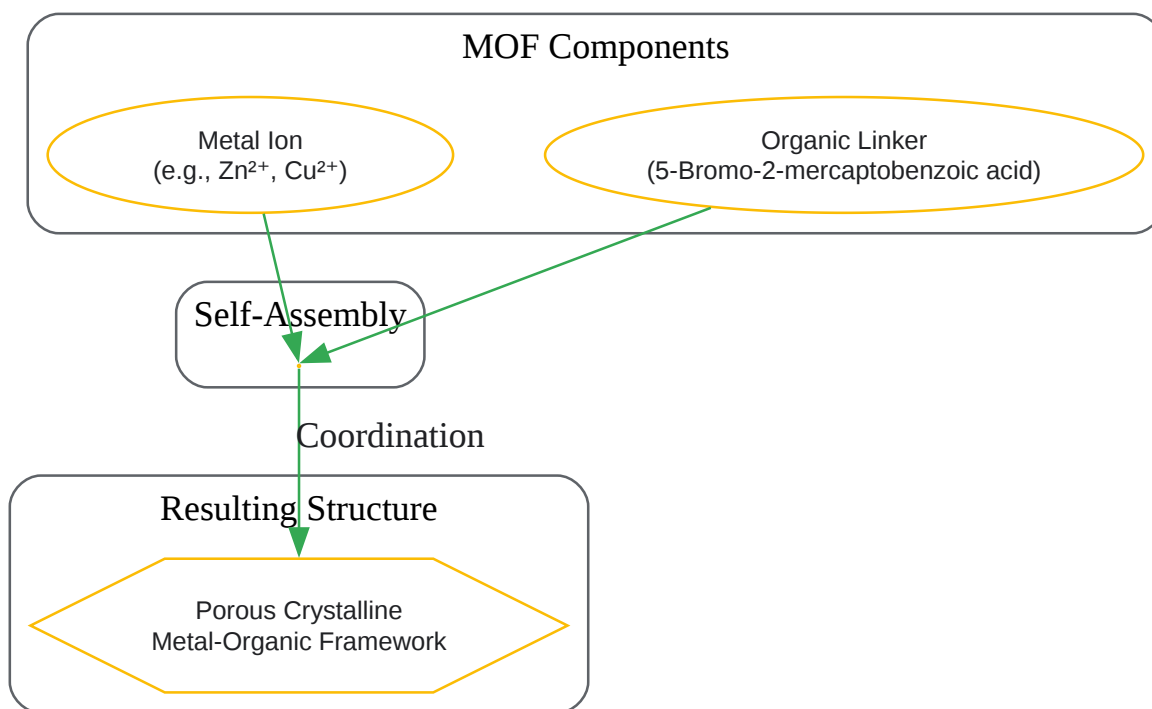 MOF Components
Metal Ion
(e.g., Zn²⁺, Cu²⁺)
Organic Linker
(5-Bromo-2-mercaptobenzoic acid)
Self-Assembly
Coordination
Resulting Structure
Porous Crystalline
Metal-Organic Framework